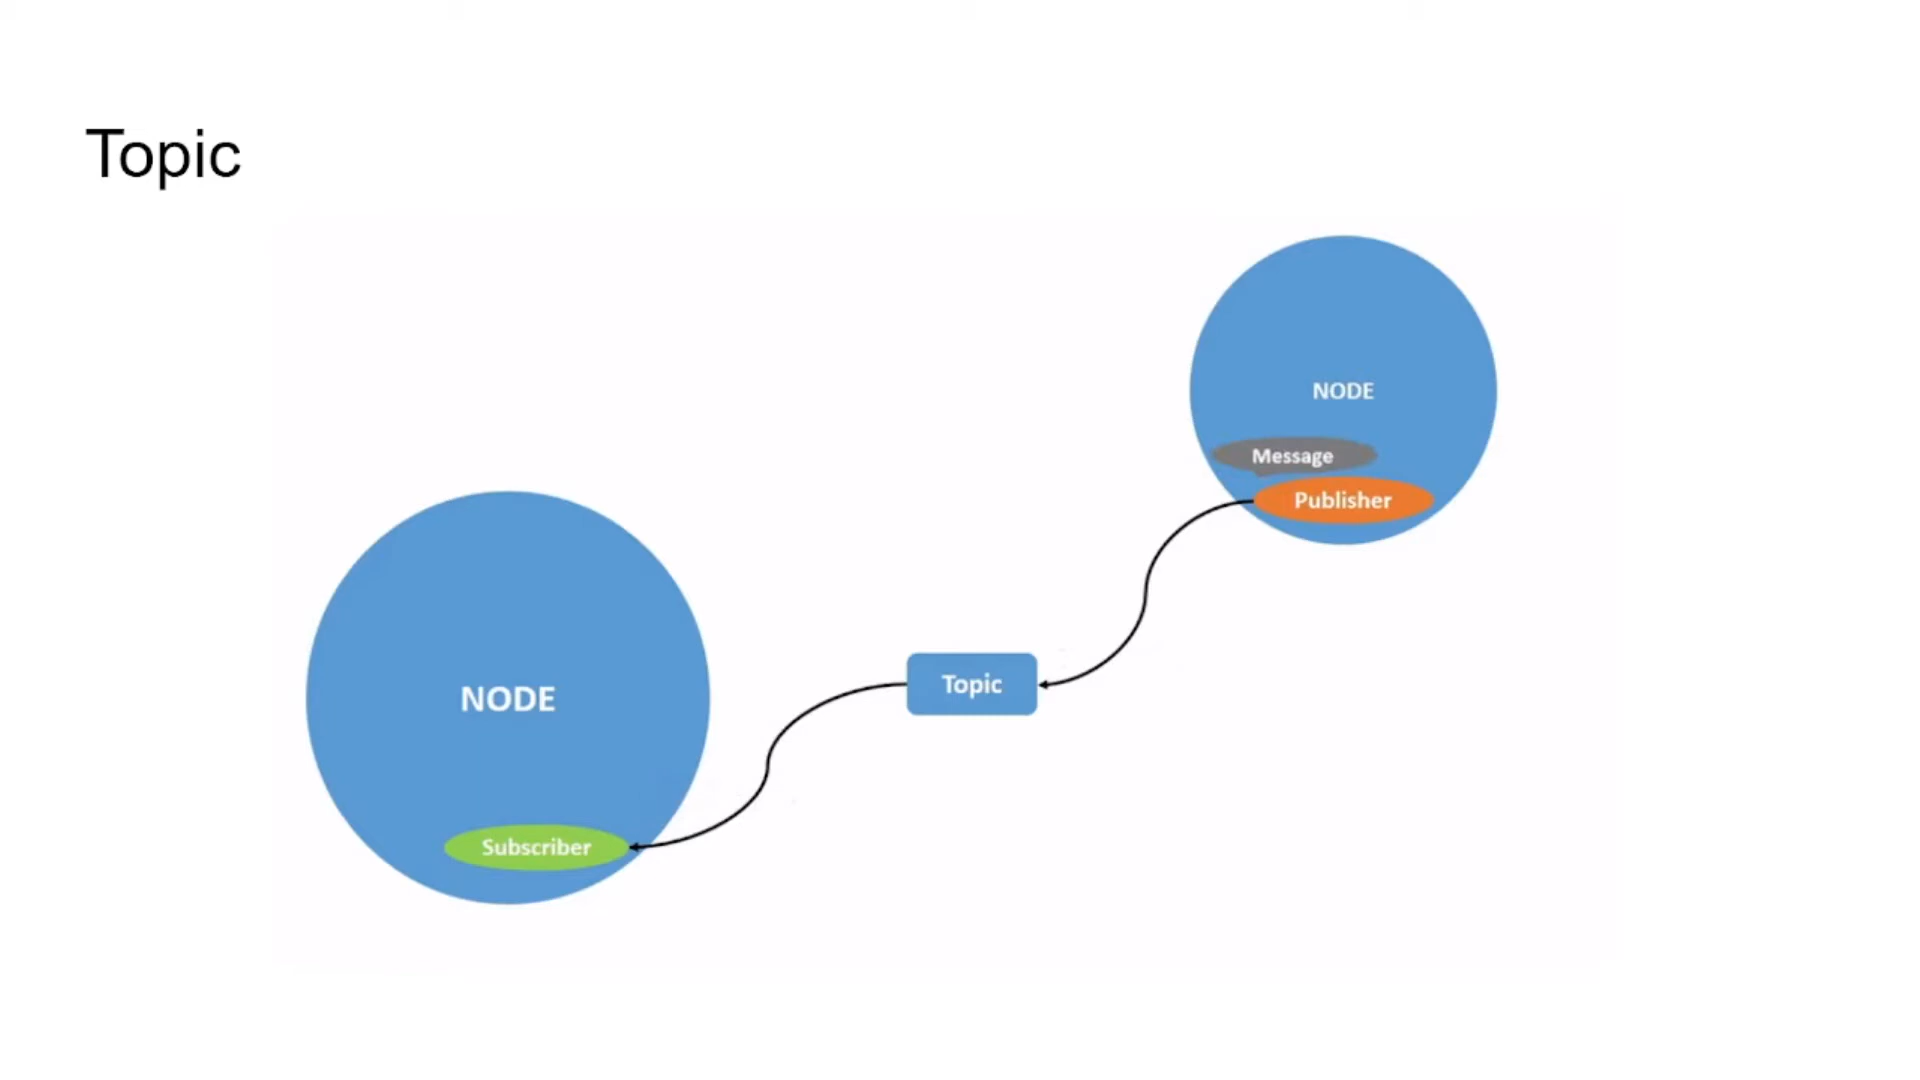 Topic
NODE
Message
Publisher
Topic
NODE
Subscriber